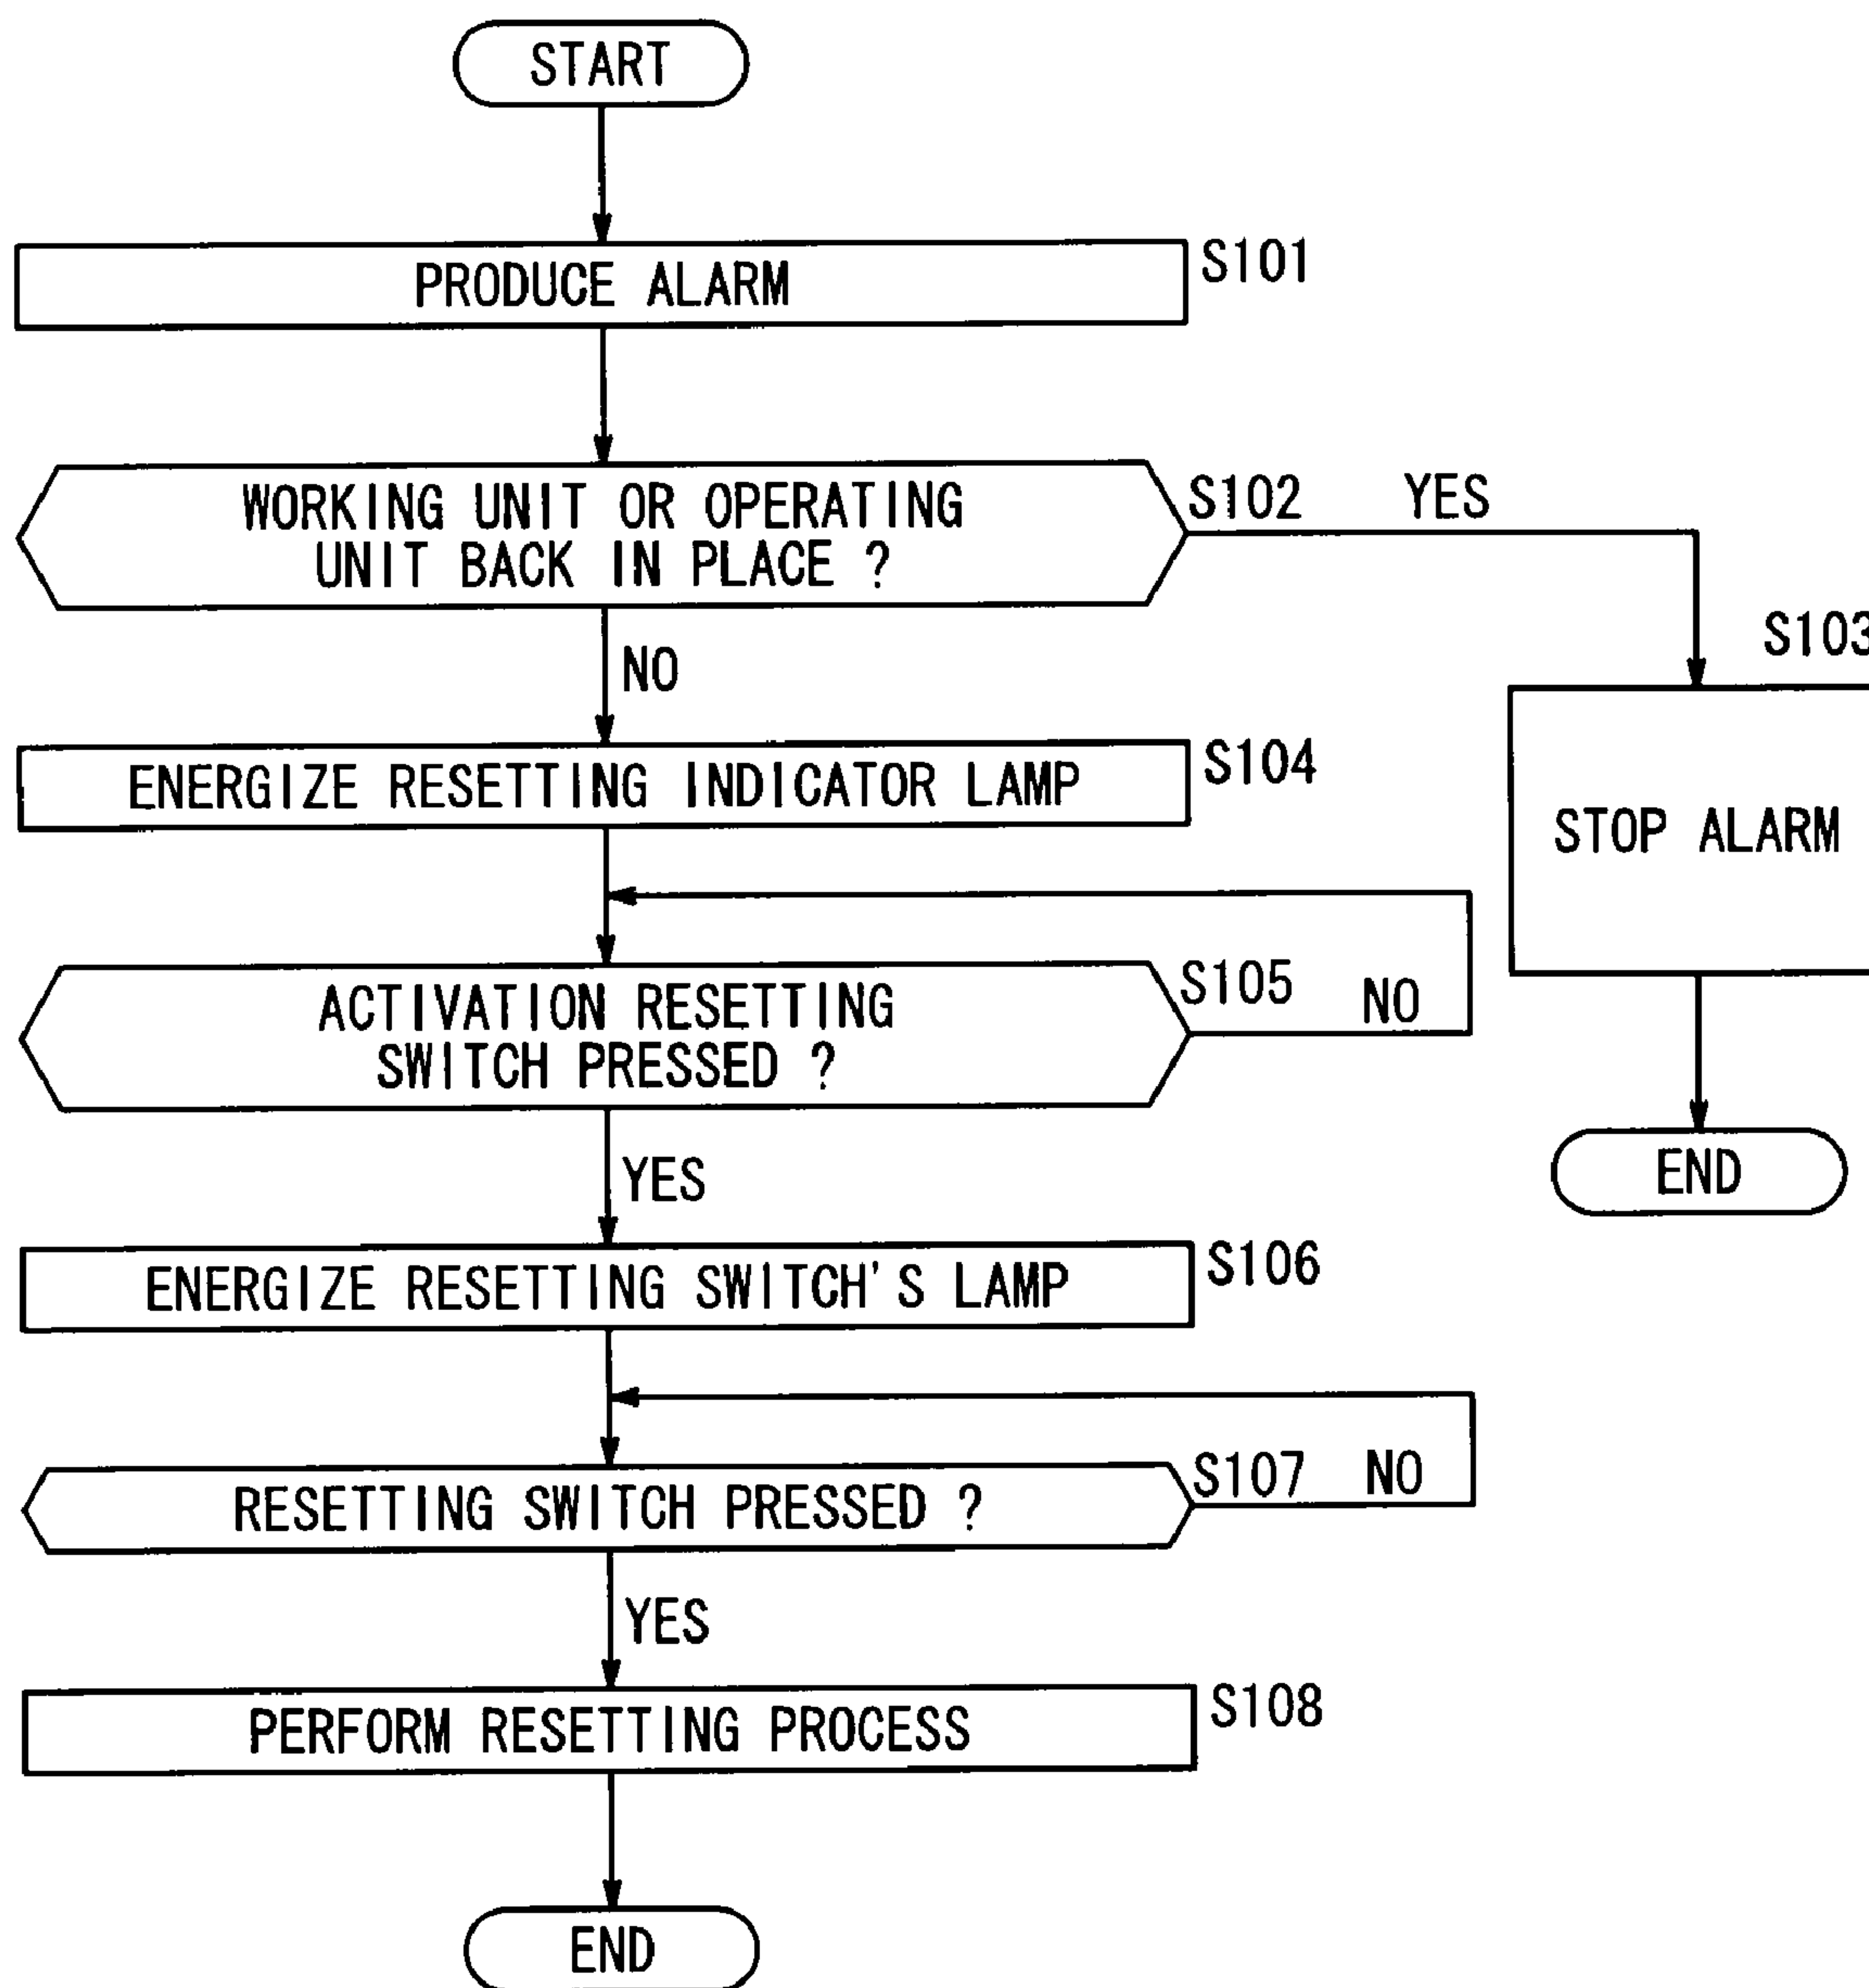 START
PRODUCE ALARM
S101
WORKING UNIT OR OPERATING
UNIT BACK IN PLACE ?
S102
YES
NO
S103
STOP ALARM
END
ENERGIZE RESETTING INDICATOR LAMP
S104
ACTIVATION RESETTING
SWITCH PRESSED ?
S105
NO
YES
ENERGIZE RESETTING SWITCH'S LAMP
S106
RESETTING SWITCH PRESSED ?
S107
NO
YES
PERFORM RESETTING PROCESS
S108
END